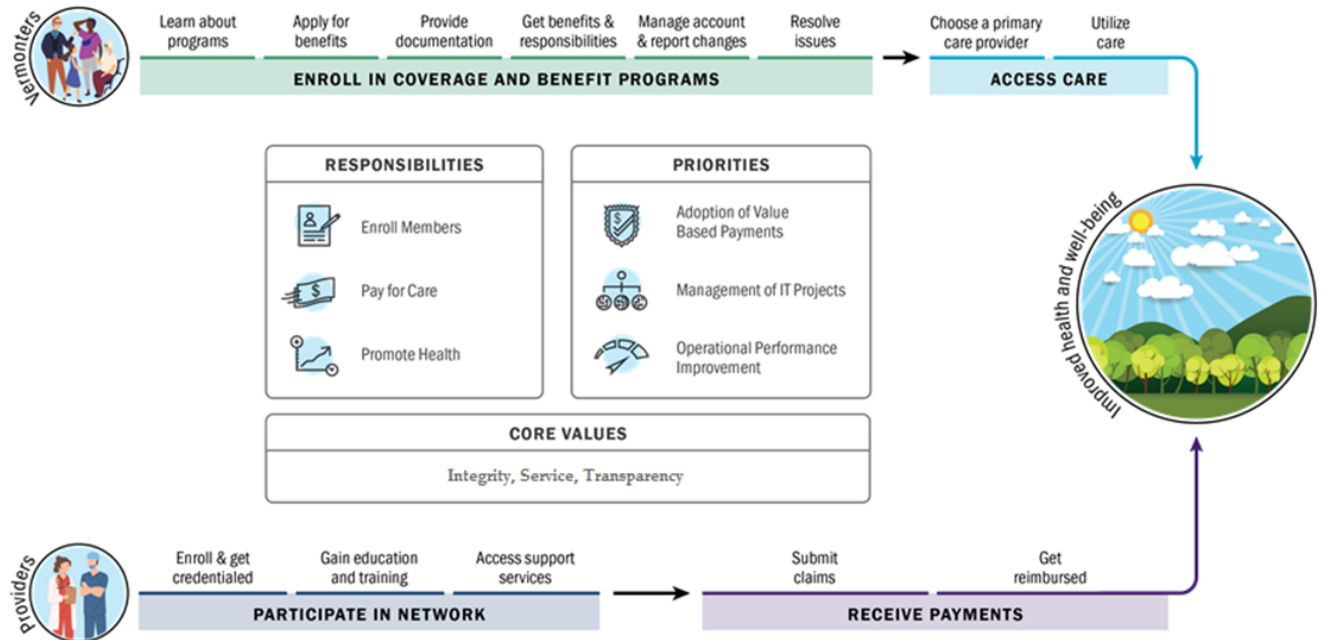 Vermonters
Learn about
programs
Apply for
benefits
Provide
documentation
Get benefits &
responsibilities
Manage account
& report changes
Resolve
issues
ENROLL IN COVERAGE AND BENEFIT PROGRAMS
Choose a primary
care provider
Utilize
care
ACCESS CARE
RESPONSIBILITIES
Enroll Members
$
Pay for Care
Promote Health
PRIORITIES
$
Adoption of Value
Based Payments
Management of IT Projects
Operational Performance
Improvement
CORE VALUES
Integrity, Service, Transparency
Improved health and well-being
Providers
Enroll & get
credentialed
Gain education
and training
Access support
services
PARTICIPATE IN NETWORK
Submit
claims
Get
reimbursed
RECEIVE PAYMENTS